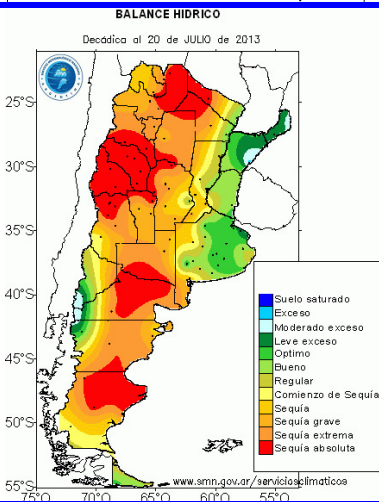 BALANCE HIDRICO
Decádica al 20 de JULIO de 2013
25°S
30°S
35°S
40°S
45°S
50°S
55°S
75°O
70°O
65°O
60°O
55°O
Suelo saturado
Exceso
Moderado exceso
Leve exceso
Optimo
Bueno
Regular
Comienzo de Sequía
Sequía
Sequía grave
Sequía extrema
Sequía absoluta
www.smn.gov.ar/serviciosclimaticos